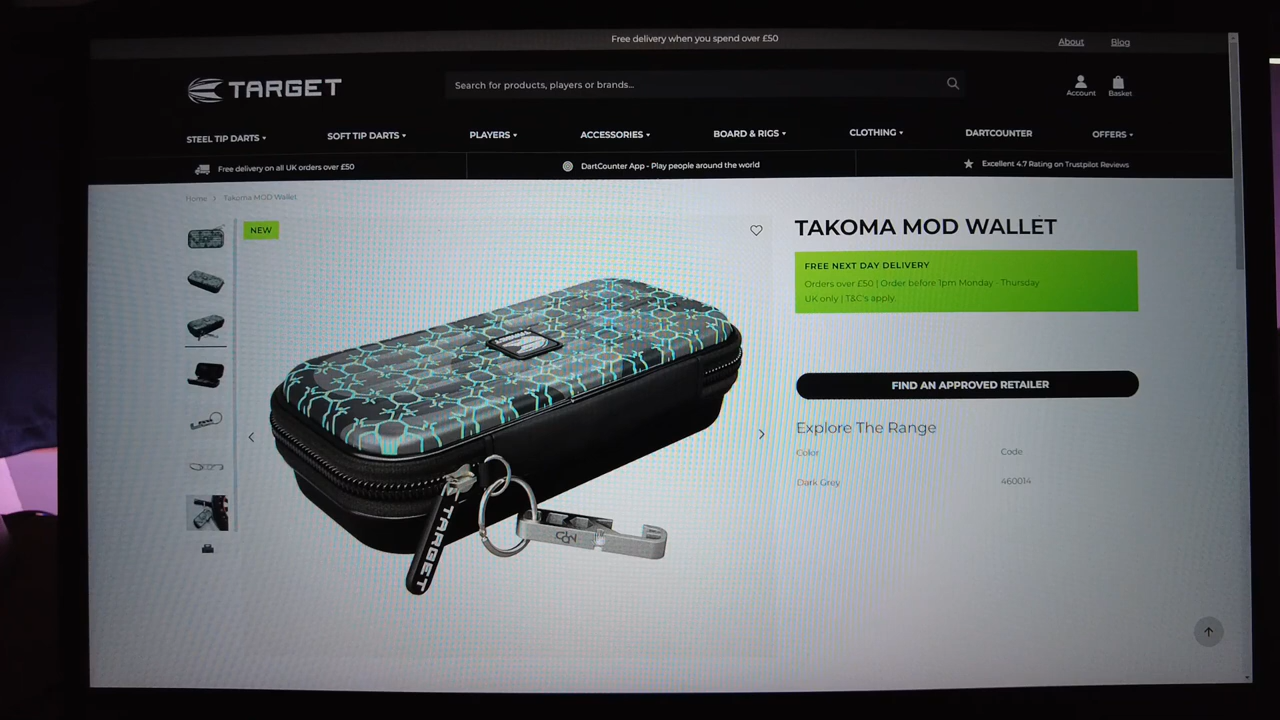 Free delivery when you spend over £50
About
Blog
TARGET
Search for products, players or brands...
Account
Basket
STEEL TIP DARTS
SOFT TIP DARTS
PLAYERS
ACCESSORIES
BOARD & RIGS
CLOTHING
DARTCOUNTER
OFFERS
Free delivery on all UK orders over £50
DartCounter App - Play people around the world
Excellent 4.7 Rating on Trustpilot Reviews
Home
Takoma MOD Wallet
NEW
TAKOMA MOD WALLET
FREE NEXT DAY DELIVERY
Orders over £50 | Order before 1pm Monday - Thursday
UK only | T&C's apply.
FIND AN APPROVED RETAILER
Explore The Range
Color
Code
Dark Grey
460014
TARGET